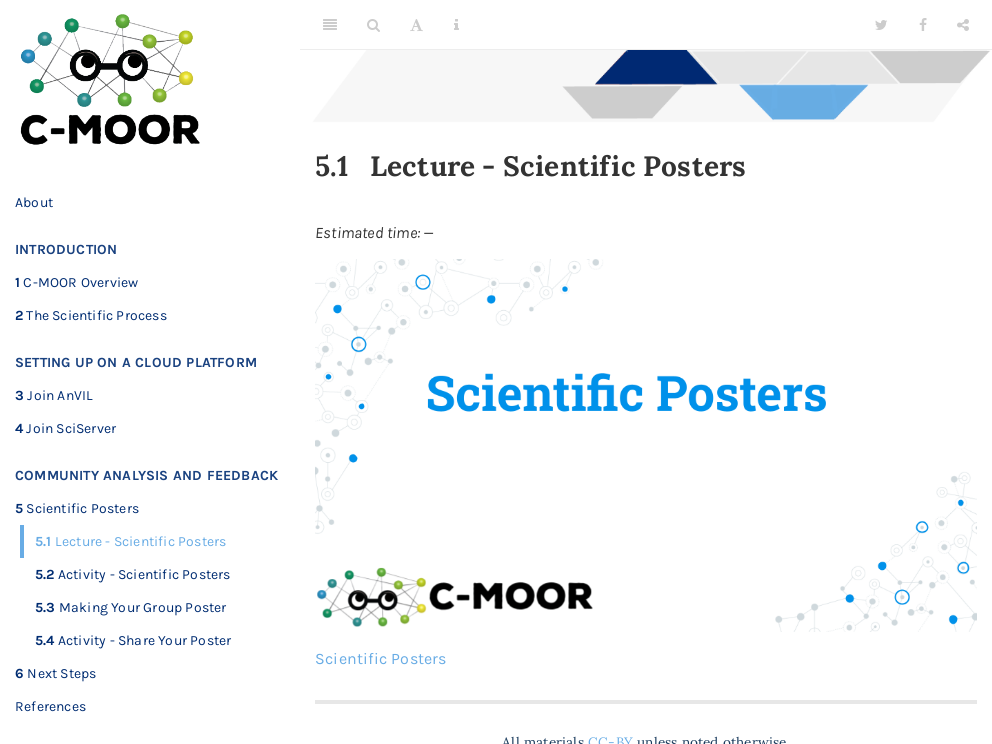 C-MOOR
About
INTRODUCTION
1 C-MOOR Overview
2 The Scientific Process
SETTING UP ON A CLOUD PLATFORM
3 Join AnVIL
4 Join SciServer
COMMUNITY ANALYSIS AND FEEDBACK
5 Scientific Posters
5.1 Lecture - Scientific Posters
5.2 Activity - Scientific Posters
5.3 Making Your Group Poster
5.4 Activity - Share Your Poster
6 Next Steps
References
A i
5.1 Lecture - Scientific Posters
Estimated time: —
Scientific Posters
C-MOOR
Scientific Posters
All materials CC-BY unless noted otherwise